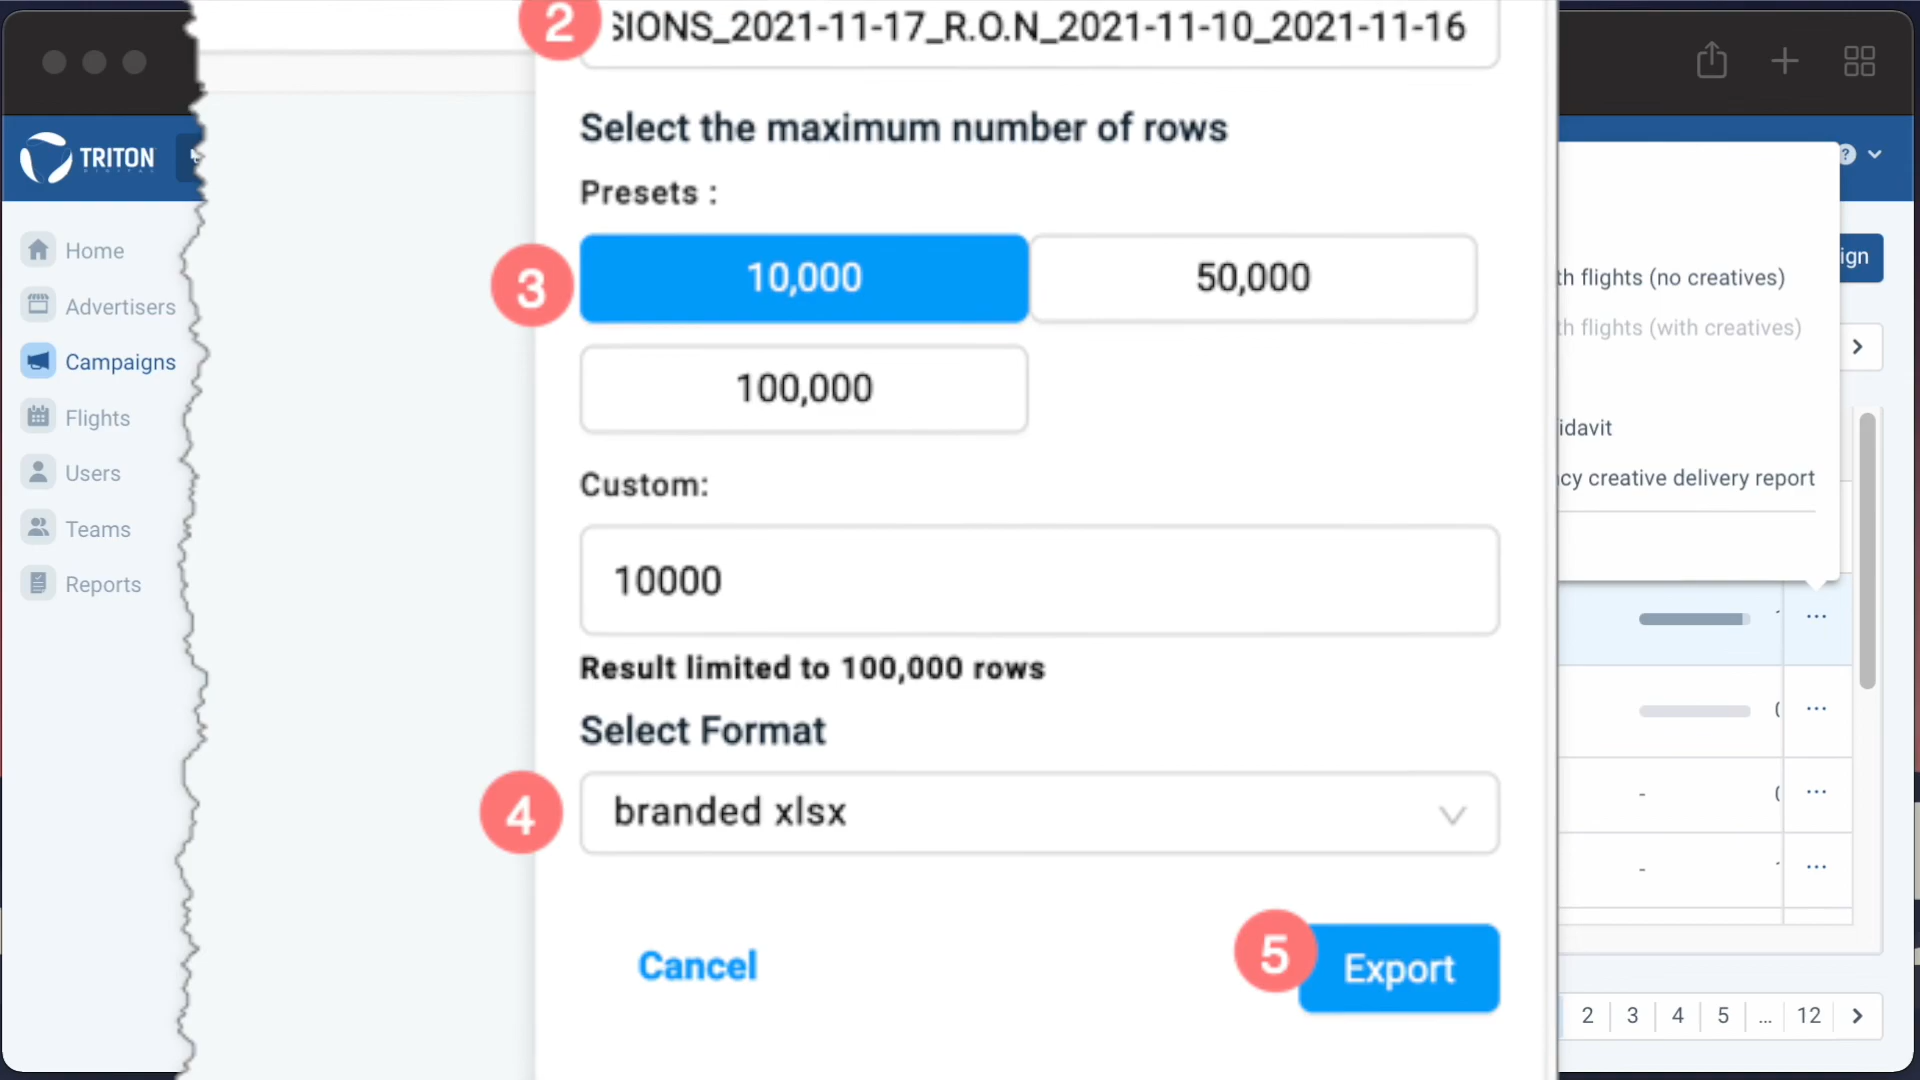 2
SIONS_2021-11-17_R.O.N_2021-11-10_2021-11-16
TRITON
DIGITAL
?
Select the maximum number of rows
Presets :
3
10,000
50,000
100,000
Custom:
10000
Result limited to 100,000 rows
Select Format
4
branded xlsx
Cancel
5
Export
Home
Advertisers
Campaigns
Flights
Users
Teams
Reports
ign
th flights (no creatives)
th flights (with creatives)
idavit
cy creative delivery report
...
...
-
...
-
...
2 3 4 5 ... 12